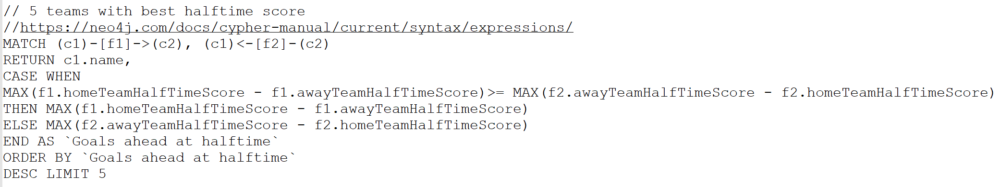 // 5 teams with best halftime score
//https://neo4j.com/docs/cypher-manual/current/syntax/expressions/
MATCH (c1)-[f1]->(c2), (c1)<-[f2]-(c2)
RETURN c1.name,
CASE WHEN
MAX(f1.homeTeamHalfTimeScore - f1.awayTeamHalfTimeScore)>= MAX(f2.awayTeamHalfTimeScore - f2.homeTeamHalfTimeScore)
THEN MAX(f1.homeTeamHalfTimeScore - f1.awayTeamHalfTimeScore)
ELSE MAX(f2.awayTeamHalfTimeScore - f2.homeTeamHalfTimeScore)
END AS `Goals ahead at halftime`
ORDER BY `Goals ahead at halftime`
DESC LIMIT 5